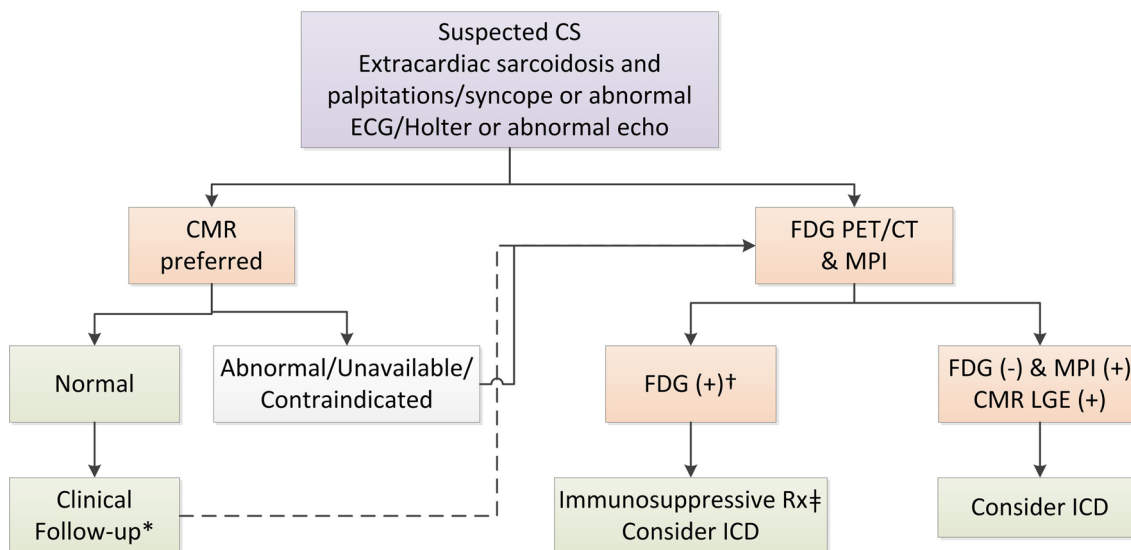 Suspected CS
Extracardiac sarcoidosis and
palpitations/syncope or abnormal
ECG/Holter or abnormal echo
CMR
preferred
FDG PET/CT
& MPI
Normal
Abnormal/Unavailable/
Contraindicated
FDG (+)†
FDG (-) & MPI (+)
CMR LGE (+)
Clinical
Follow-up*
Immunosuppressive Rx‡
Consider ICD
Consider ICD